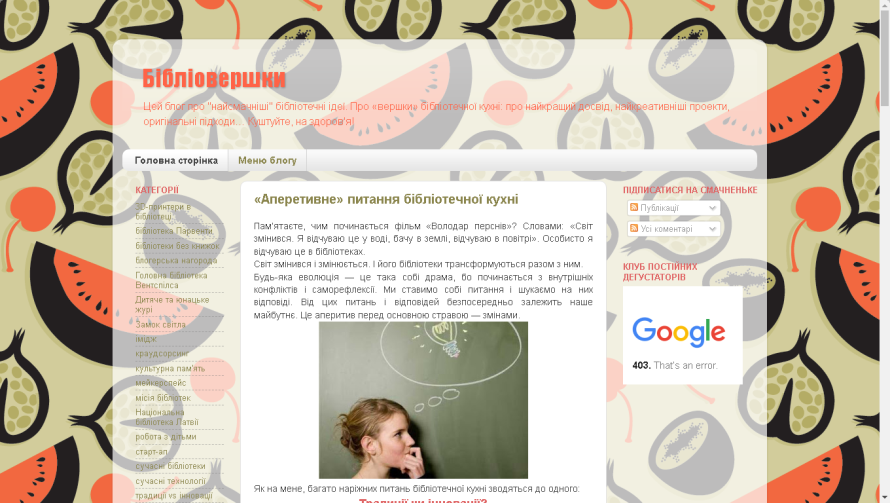 Бібліовершки
Цей блог про "найсмачніші" бібліотечні ідеї. Про «вершки» бібліотечної кухні: про найкращий досвід, найкреативніші проекти,
оригінальні підходи... Куштуйте, на здоров'я)
Головна сторінка
Меню блогу
КАТЕГОРІЇ
3D-принтери в
бібліотеці
бібліотека Парвенти
бібліотеки без книжок
блогерська нагорода
Головна бібліотека
Вентспілса
Дитяче та юнацьке
журі
Замок світла
імідж
краудсорсинг
культурна пам'ять
мейкерспейс
місія бібліотек
Національна
бібліотека Латвії
робота з дітьми
старт-ап
сучасні бібліотеки
сучасні технології
традиції vs інновації
«Аперетивне» питання бібліотечної кухні
Пам'ятаєте, чим починається фільм «Володар перснів»? Словами: «Світ
змінився. Я відчуваю це у воді, бачу в землі, відчуваю в повітрі». Особисто я
відчуваю це в бібліотеках.
Світ змінився і змінюється. І його бібліотеки трансформуються разом з ним.
Будь-яка еволюція — це така собі драма, бо починається з внутрішніх
конфліктів і саморефлексії. Ми ставимо собі питання і шукаємо на них
відповіді. Від цих питань і відповідей безпосередньо залежить наше
майбутнє. Це аперитив перед основною стравою — змінами.
Як на мене, багато наріжних питань бібліотечної кухні зводяться до одного:
Традиції чи інновації?
ПІДПИСАТИСЯ НА СМАЧНЕНЬКЕ
Публікації
Усі коментарі
КЛУБ ПОСТІЙНИХ
ДЕГУСТАТОРІВ
Google
403. That's an error.